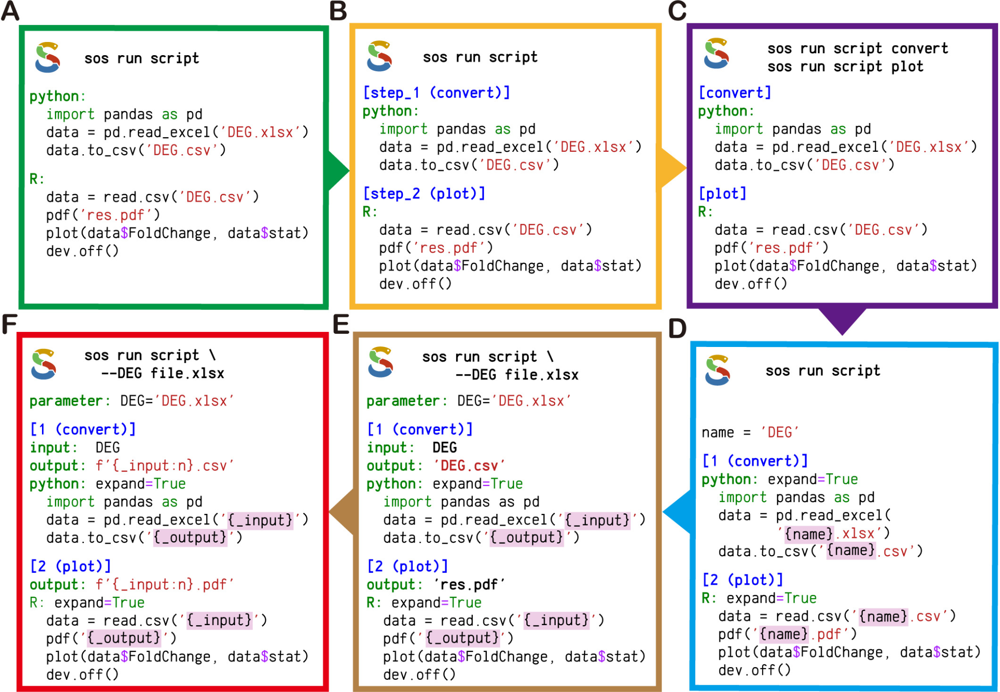 A
sos run script
python:
import pandas as pd
data = pd.read_excel('DEG.xlsx')
data.to_csv('DEG.csv')
R:
data = read.csv('DEG.csv')
pdf('res.pdf')
plot(data$FoldChange, data$stat)
dev.off()
B
sos run script
[step_1 (convert)]
python:
import pandas as pd
data = pd.read_excel('DEG.xlsx')
data.to_csv('DEG.csv')
[step_2 (plot)]
R:
data = read.csv('DEG.csv')
pdf('res.pdf')
plot(data$FoldChange, data$stat)
dev.off()
C
sos run script convert
sos run script plot
[convert]
python:
import pandas as pd
data = pd.read_excel('DEG.xlsx')
data.to_csv('DEG.csv')
[plot]
R:
data = read.csv('DEG.csv')
pdf('res.pdf')
plot(data$FoldChange, data$stat)
dev.off()
D
sos run script
name = 'DEG'
[1 (convert)]
python: expand=True
import pandas as pd
data = pd.read_excel(
'{name}.xlsx')
data.to_csv('{name}.csv')
[2 (plot)]
R: expand=True
data = read.csv('{name}.csv')
pdf('{name}.pdf')
plot(data$FoldChange, data$stat)
dev.off()
E
sos run script \
--DEG file.xlsx
parameter: DEG='DEG.xlsx'
[1 (convert)]
input: DEG
output: 'DEG.csv'
python: expand=True
import pandas as pd
data = pd.read_excel('{_input}')
data.to_csv('{_output}')
[2 (plot)]
output: 'res.pdf'
R: expand=True
data = read.csv('{_input}')
pdf('{_output}')
plot(data$FoldChange, data$stat)
dev.off()
F
sos run script \
--DEG file.xlsx
parameter: DEG='DEG.xlsx'
[1 (convert)]
input: DEG
output: f'{_input:n}.csv'
python: expand=True
import pandas as pd
data = pd.read_excel('{_input}')
data.to_csv('{_output}')
[2 (plot)]
output: f'{_input:n}.pdf'
R: expand=True
data = read.csv('{_input}')
pdf('{_output}')
plot(data$FoldChange, data$stat)
dev.off()